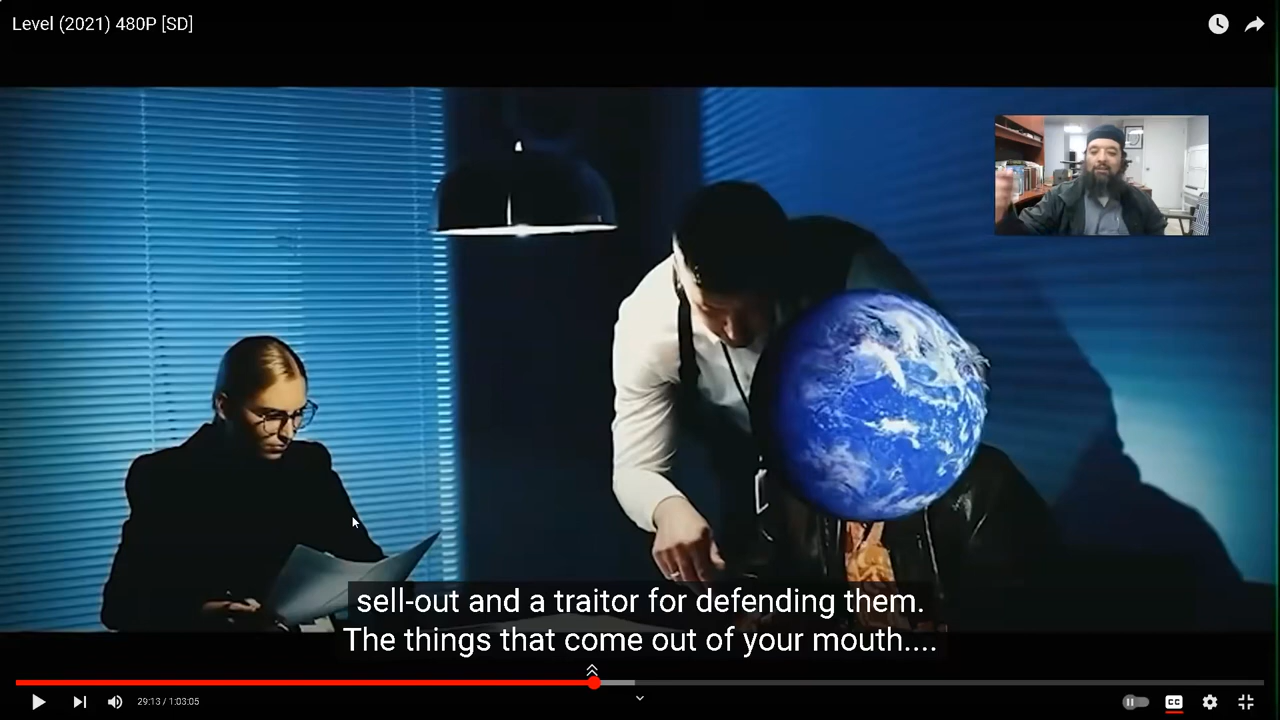 Level (2021) 480P [SD]
sell-out and a traitor for defending them.
The things that come out of your mouth....
29:13 / 1:03:05
CC